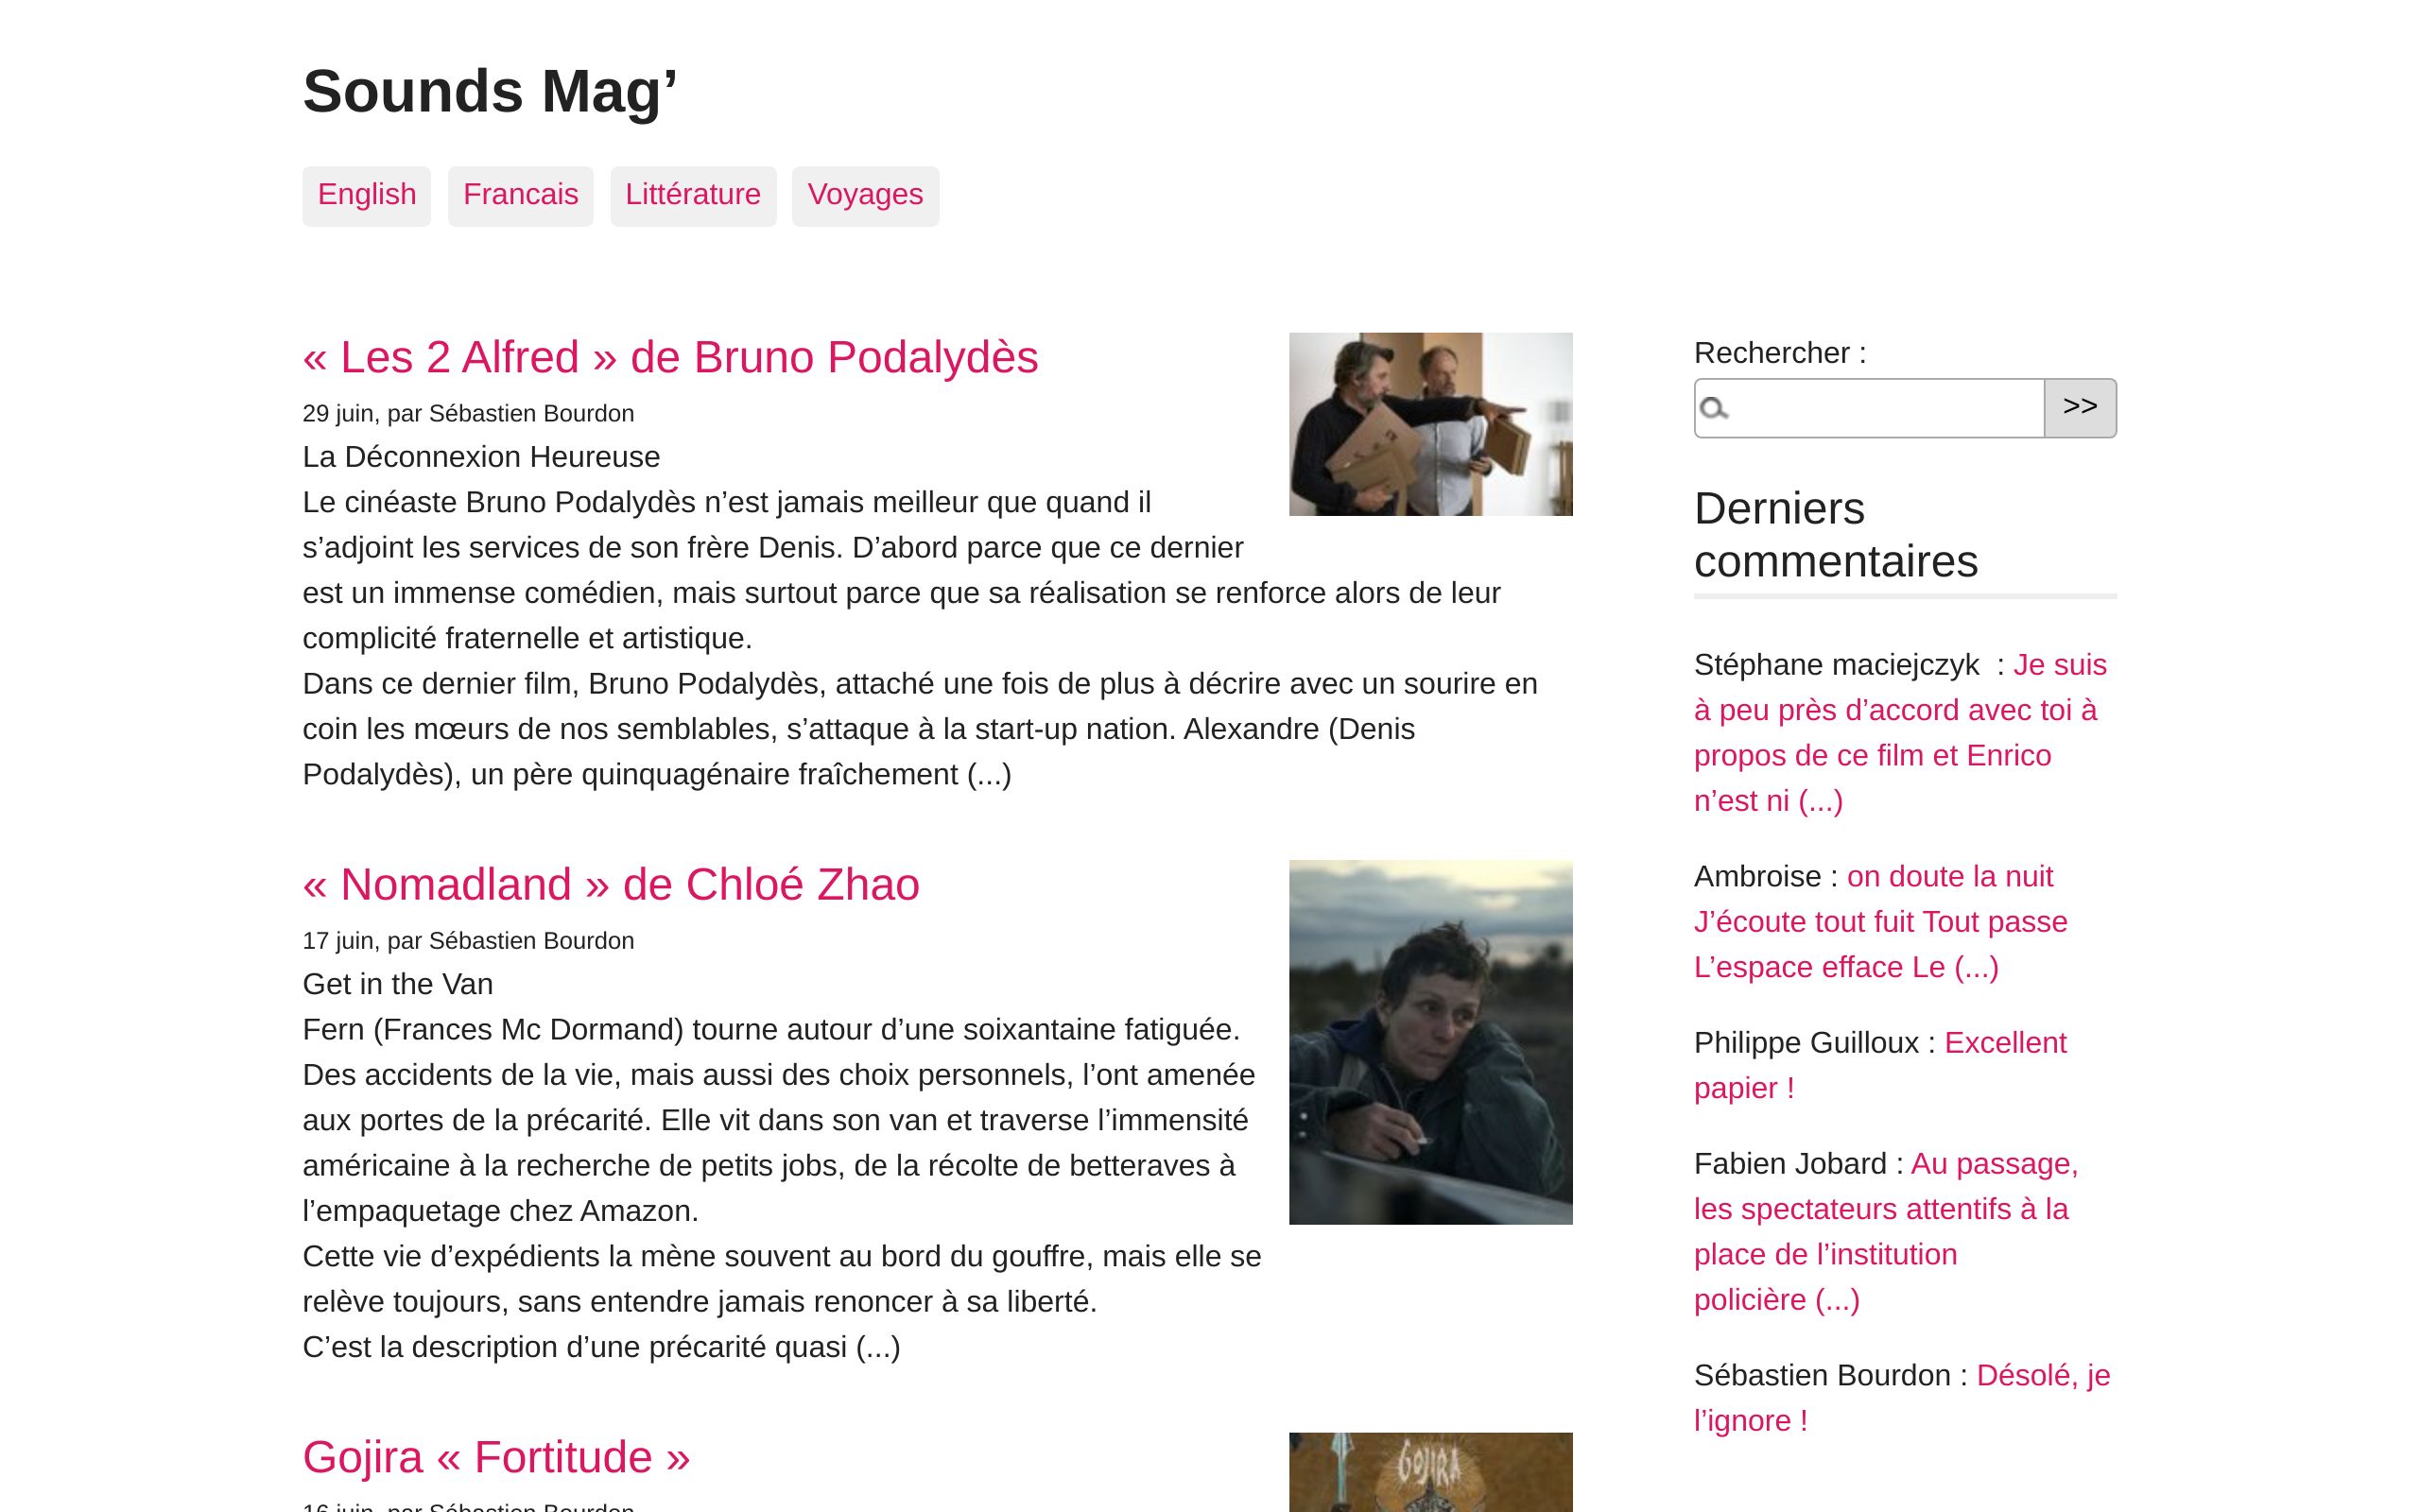 Sounds Mag’
English Francais Littérature Voyages
« Les 2 Alfred » de Bruno Podalydès
29 juin, par Sébastien Bourdon
La Déconnexion Heureuse
Le cinéaste Bruno Podalydès n’est jamais meilleur que quand il
s’adjoint les services de son frère Denis. D’abord parce que ce dernier
est un immense comédien, mais surtout parce que sa réalisation se renforce alors de leur
complicité fraternelle et artistique.
Dans ce dernier film, Bruno Podalydès, attaché une fois de plus à décrire avec un sourire en
coin les mœurs de nos semblables, s’attaque à la start-up nation. Alexandre (Denis
Podalydès), un père quinquagénaire fraîchement (...)
« Nomadland » de Chloé Zhao
17 juin, par Sébastien Bourdon
Get in the Van
Fern (Frances Mc Dormand) tourne autour d’une soixantaine fatiguée.
Des accidents de la vie, mais aussi des choix personnels, l’ont amenée
aux portes de la précarité. Elle vit dans son van et traverse l’immensité
américaine à la recherche de petits jobs, de la récolte de betteraves à
l’empaquetage chez Amazon.
Cette vie d’expédients la mène souvent au bord du gouffre, mais elle se
relève toujours, sans entendre jamais renoncer à sa liberté.
C’est la description d’une précarité quasi (...)
Gojira « Fortitude »
16 juin, par Sébastien Bourdon
GOJIRA
Rechercher :
>>
Derniers
commentaires
Stéphane maciejczyk  : Je suis
à peu près d’accord avec toi à
propos de ce film et Enrico
n’est ni (...)
Ambroise : on doute la nuit
J’écoute tout fuit Tout passe
L’espace efface Le (...)
Philippe Guilloux : Excellent
papier !
Fabien Jobard : Au passage,
les spectateurs attentifs à la
place de l’institution
policière (...)
Sébastien Bourdon : Désolé, je
l’ignore !